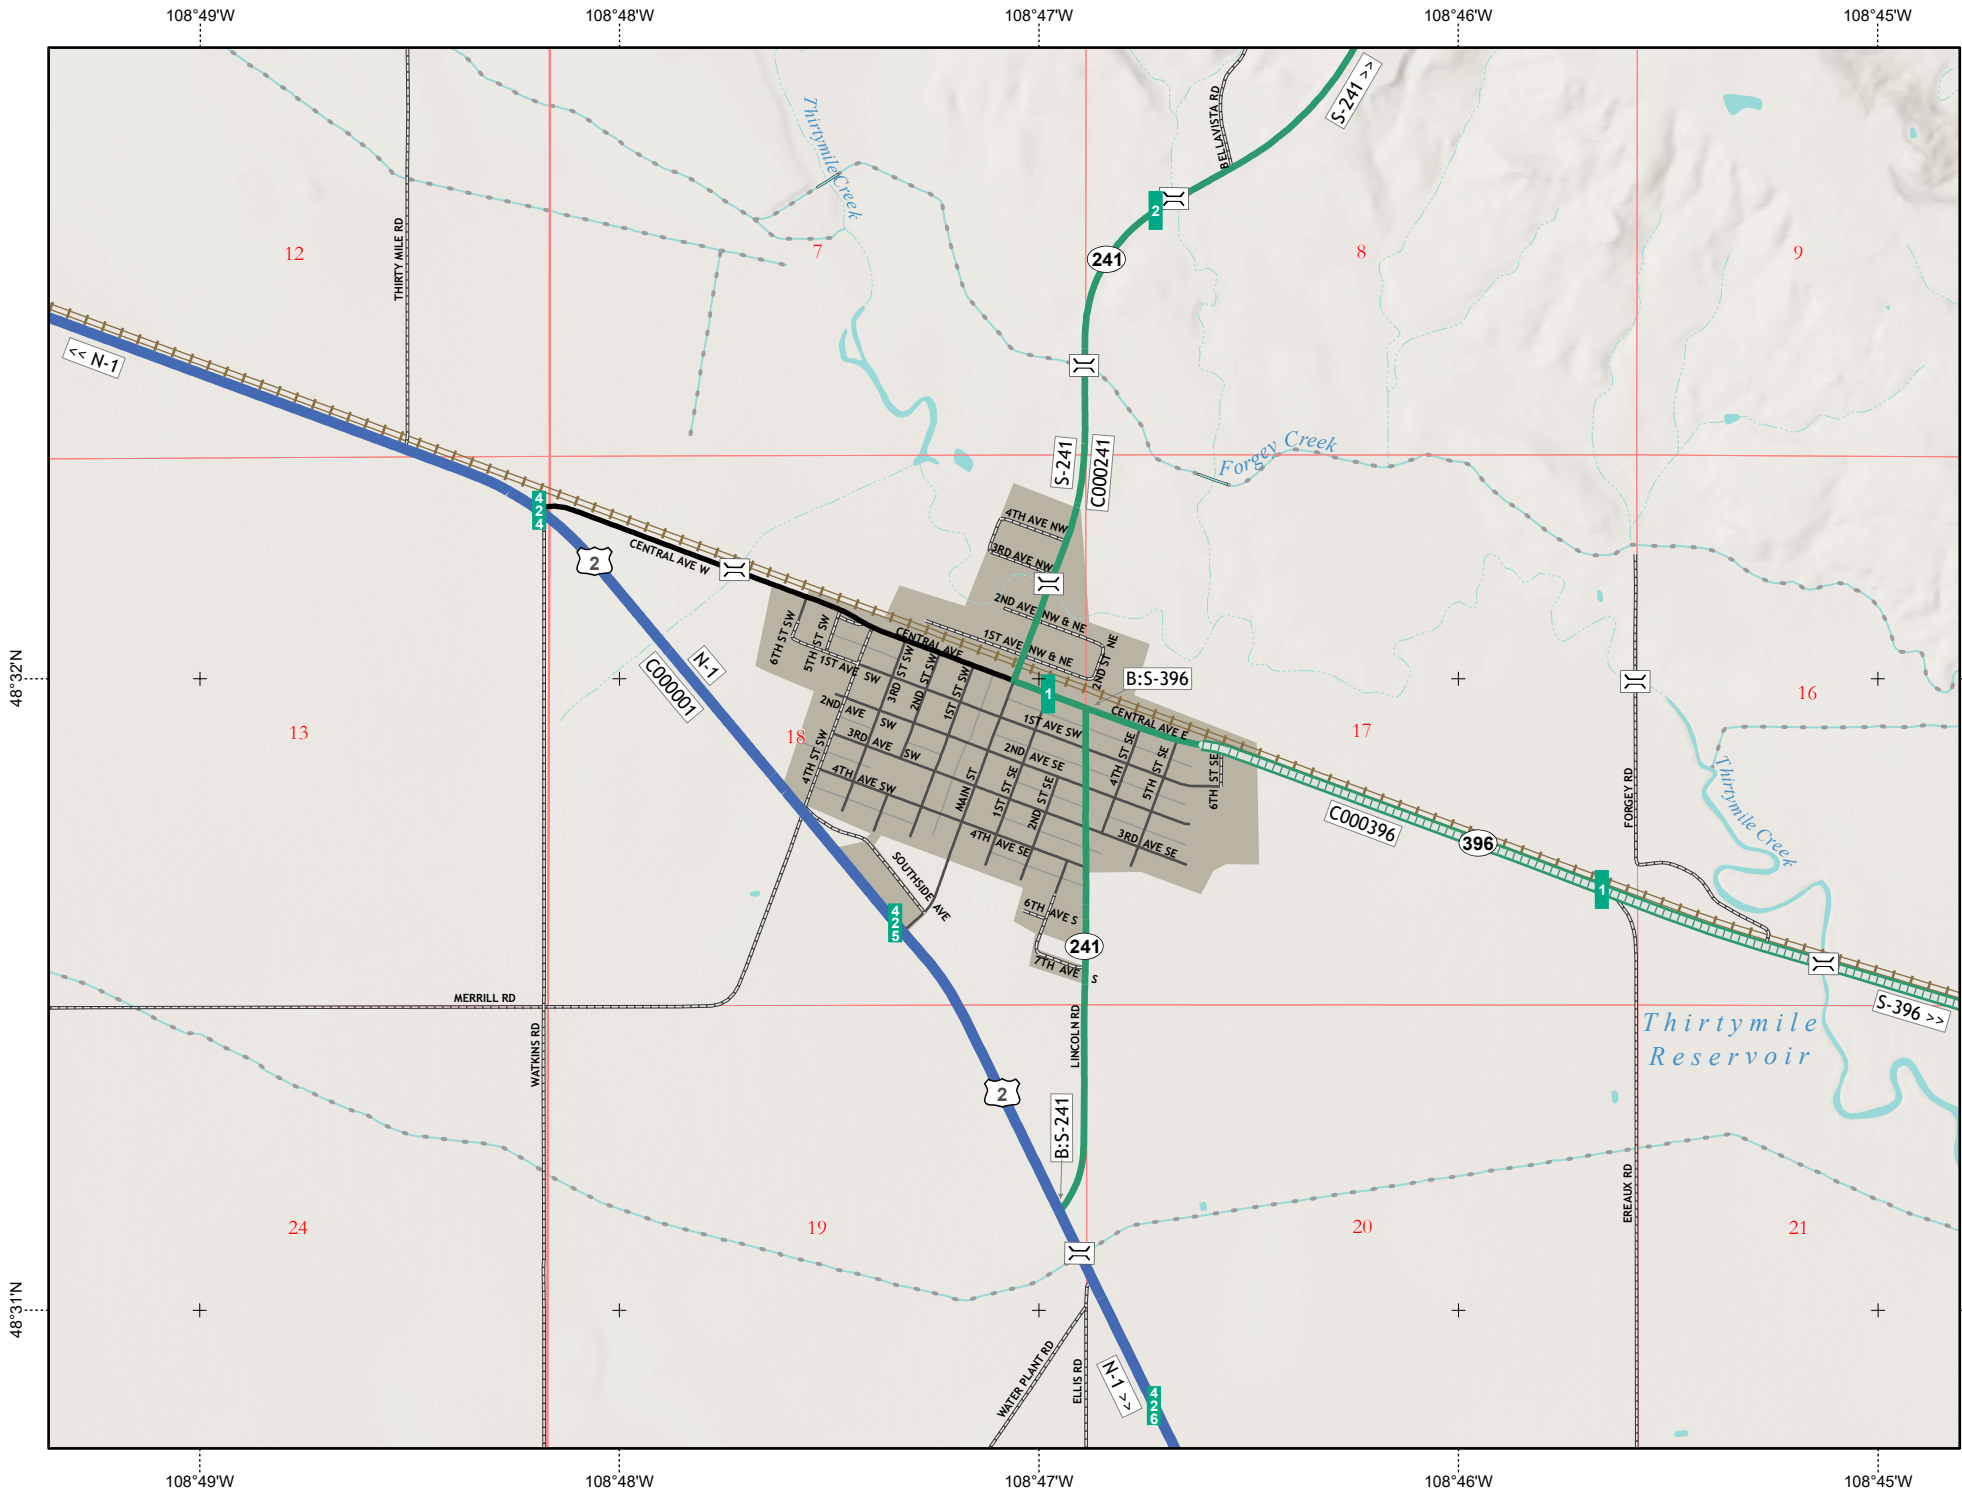 108°49'W
108°48'W
108°47'W
108°46'W
108°45'W
S-241 >>
BELLAVISTA RD
Thirtymile Creek
2
THIRTY MILE RD
12
7
8
9
241
<< N-1
S-241
C000241
Forgey Creek
424
4TH AVE NW
3RD AVE NW
2
CENTRAL AVE W
2ND AVE NW & NE
1ST AVE NW & NE
2ND ST NE
CENTRAL AVE
6TH ST SW
5TH ST SW
1ST AVE SW
3RD ST SW
2ND ST SW
1ST ST SW
48°32'N
N-1
C000001
B:S-396
1
16
13
18
17
2ND AVE SW
3RD AVE SW
4TH AVE SW
4TH ST SW
1ST AVE SW
CENTRAL AVE E
2ND AVE SE
4TH ST SE
5TH ST SE
6TH ST SE
MAIN ST
1ST ST SE
2ND ST SE
4TH AVE SE
3RD AVE SE
C000396
396
FORGEY RD
Thirtymile Creek
1
SOUTHSIDE AVE
425
6TH AVE S
241
7TH AVE S
MERRILL RD
S-396 >>
WATKINS RD
LINCOLN RD
Thirtymile
Reservoir
2
B:S-241
EREAUX RD
24
19
20
21
48°31'N
WATER PLANT RD
ELLIS RD
N-1 >>
426
108°49'W
108°48'W
108°47'W
108°46'W
108°45'W